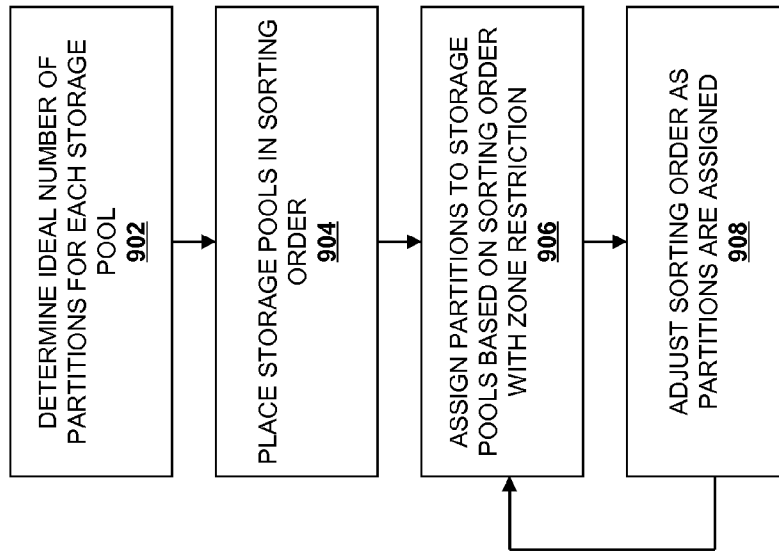 DETERMINE IDEAL NUMBER OF
PARTITIONS FOR EACH STORAGE
POOL
902
PLACE STORAGE POOLS IN SORTING
ORDER
904
ASSIGN PARTITIONS TO STORAGE
POOLS BASED ON SORTING ORDER
WITH ZONE RESTRICTION
906
ADJUST SORTING ORDER AS
PARTITIONS ARE ASSIGNED
908